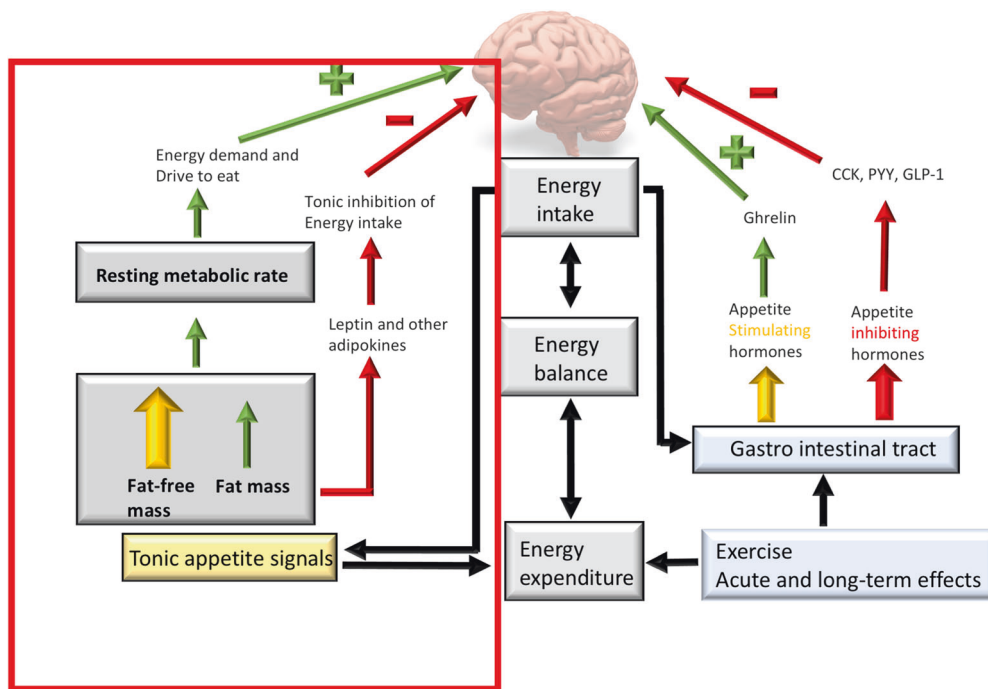 Energy demand and
Drive to eat
Tonic inhibition of
Energy intake
Resting metabolic rate
Leptin and other
adipokines
Fat-free
mass
Fat mass
Tonic appetite signals
Energy
intake
Energy
balance
Energy
expenditure
CCK, PYY, GLP-1
Ghrelin
Appetite
Stimulating
hormones
Appetite
inhibiting
hormones
Gastro intestinal tract
Exercise
Acute and long-term effects